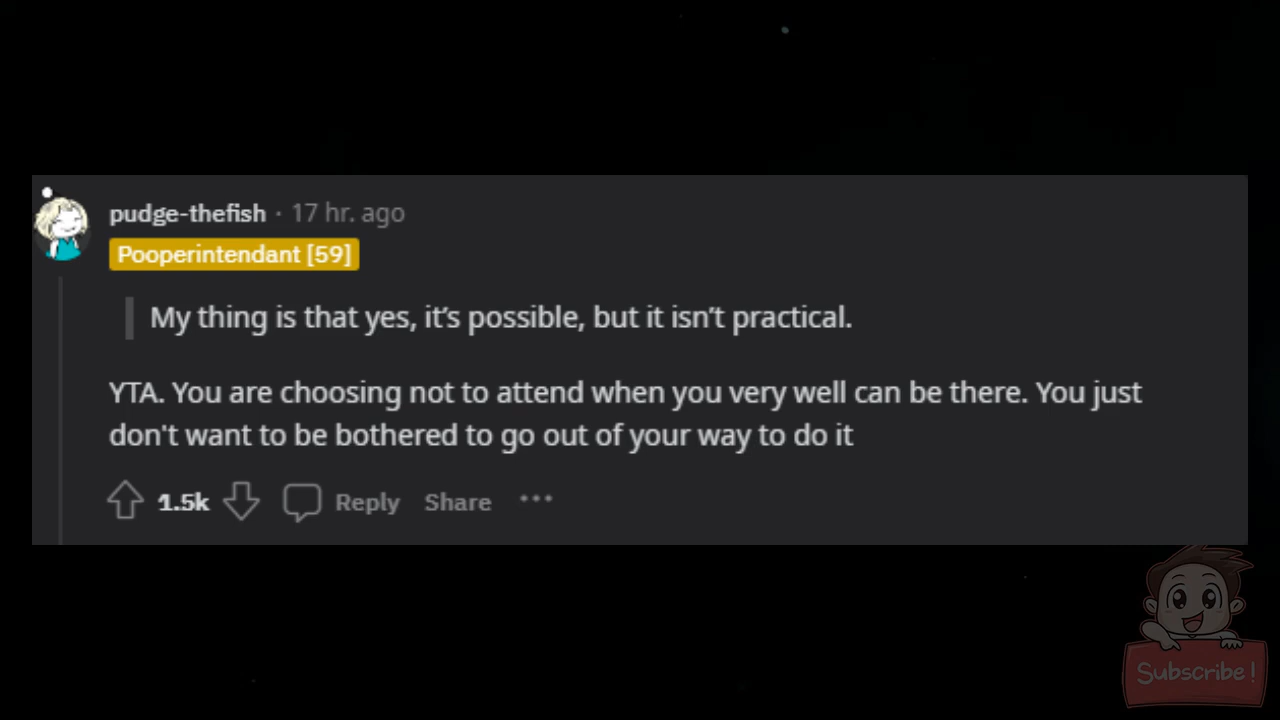 pudge-thefish · 17 hr. ago
Pooperintendant [59]
My thing is that yes, it’s possible, but it isn’t practical.
YTA. You are choosing not to attend when you very well can be there. You just
don't want to be bothered to go out of your way to do it
1.5k Reply Share ···
Subscribe!